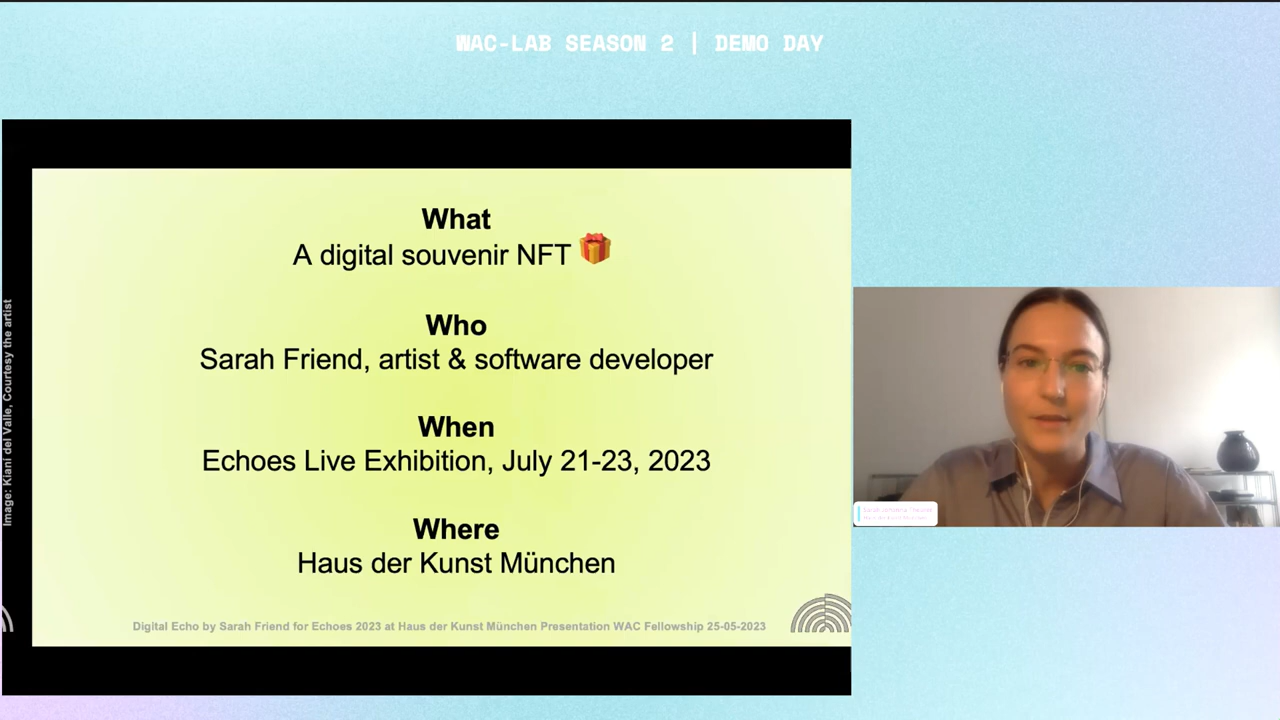 WAC-LAB SEASON 2 | DEMO DAY
What
A digital souvenir NFT
Who
Sarah Friend, artist & software developer
When
Echoes Live Exhibition, July 21-23, 2023
Where
Haus der Kunst München
Digital Echo by Sarah Friend for Echoes 2023 at Haus der Kunst München Presentation WAC Fellowship 25-05-2023
Image: Kiani del Valle, Courtesy the artist